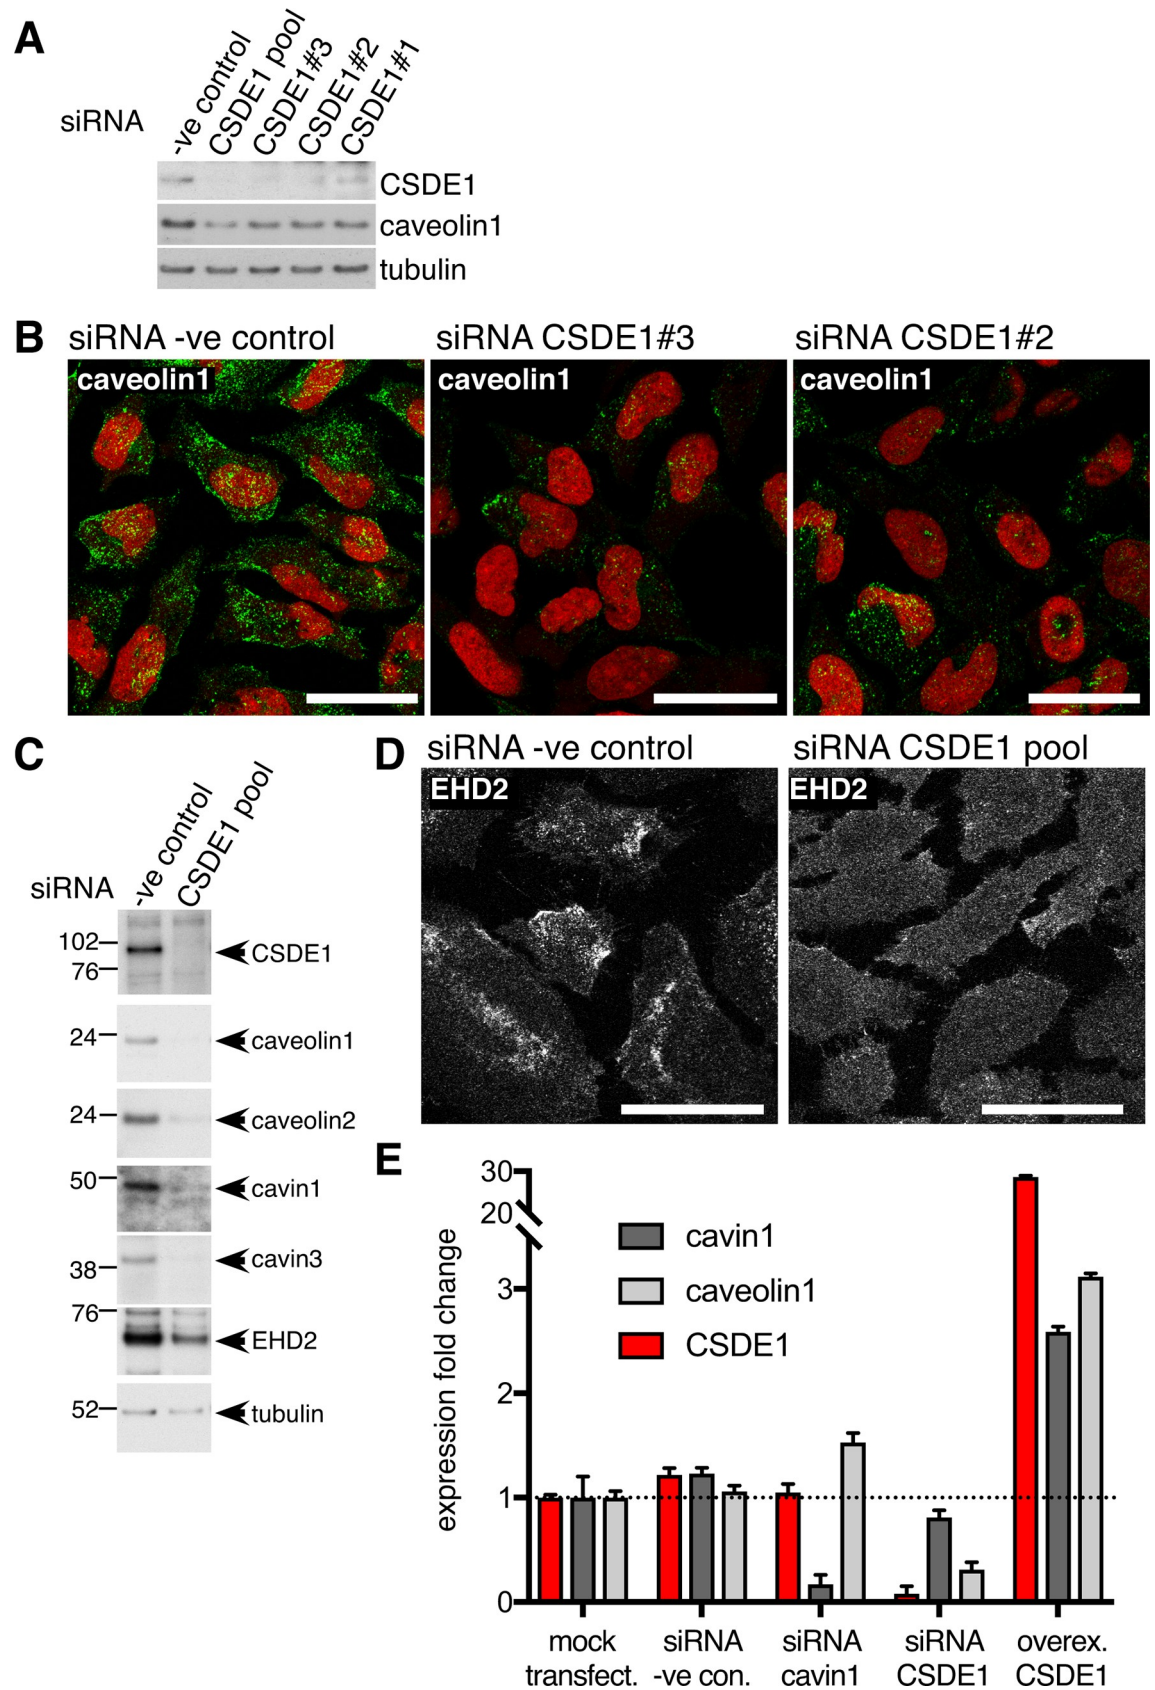 A
siRNA
-ve control
CSDE1 pool
CSDE1#3
CSDE1#2
CSDE1#1
CSDE1
caveolin1
tubulin
B
siRNA -ve control
siRNA CSDE1#3
siRNA CSDE1#2
caveolin1
caveolin1
caveolin1
C
siRNA
-ve control
CSDE1 pool
102
76
CSDE1
24
caveolin1
24
caveolin2
50
cavin1
38
cavin3
76
EHD2
52
tubulin
D
siRNA -ve control
siRNA CSDE1 pool
EHD2
EHD2
E
expression fold change
30
20
3
2
1
0
cavin1
caveolin1
CSDE1
mock
transfect.
siRNA
-ve con.
siRNA
cavin1
siRNA
CSDE1
overex.
CSDE1